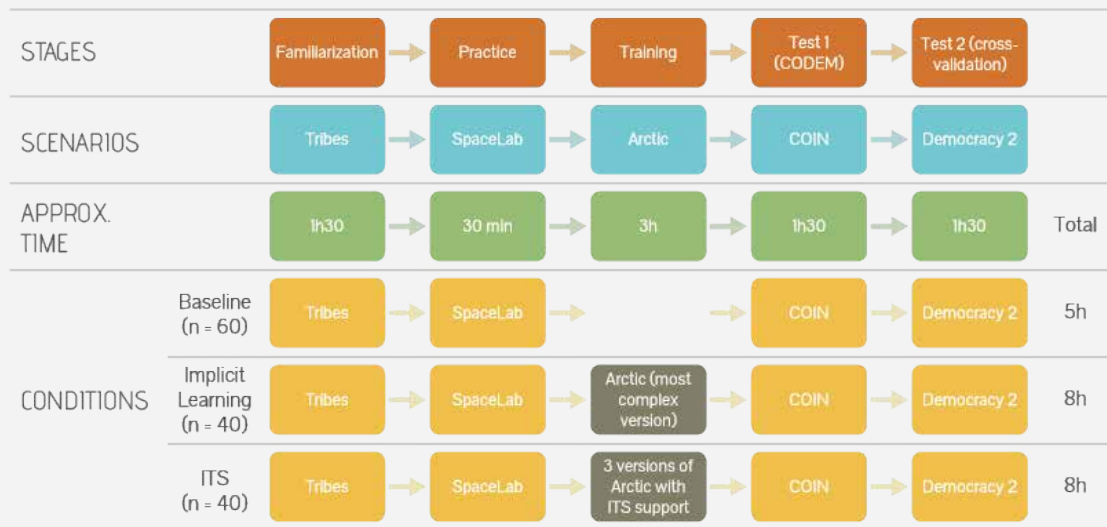 STAGES
Familiarization
Practice
Training
Test 1
(CODEM)
Test 2 (cross-
validation)
SCENARIOS
Tribes
SpaceLab
Arctic
COIN
Democracy 2
APPROX.
TIME
1h30
30 min
3h
1h30
1h30
Total
CONDITIONS
Baseline
(n = 60)
Tribes
SpaceLab
COIN
Democracy 2
5h
Implicit
Learning
(n = 40)
Tribes
SpaceLab
Arctic (most
complex
version)
COIN
Democracy 2
8h
ITS
(n = 40)
Tribes
SpaceLab
3 versions of
Arctic with
ITS support
COIN
Democracy 2
8h